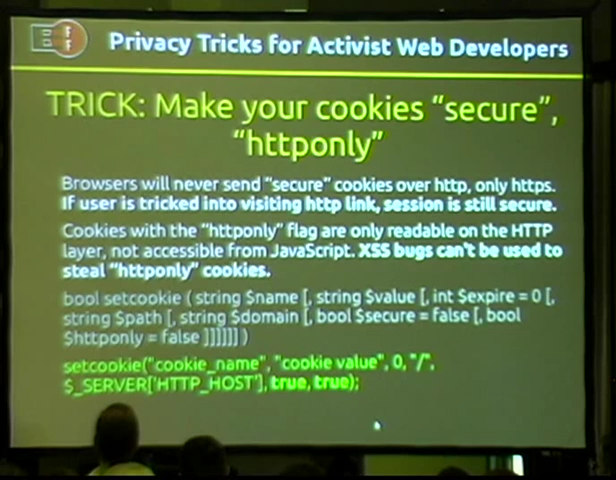 E F F
Privacy Tricks for Activist Web Developers
TRICK: Make your cookies “secure”,
“httponly”
Browsers will never send “secure” cookies over http, only https.
If user is tricked into visiting http link, session is still secure.
Cookies with the “httponly” flag are only readable on the HTTP
layer, not accessible from JavaScript. XSS bugs can't be used to
steal “httponly” cookies.
bool setcookie ( string $name [, string $value [, int $expire = 0 [,
string $path [, string $domain [, bool $secure = false [, bool
$httponly = false ]]]]]] )
setcookie("cookie_name", "cookie value", 0, "/",
$_SERVER['HTTP_HOST'], true, true);